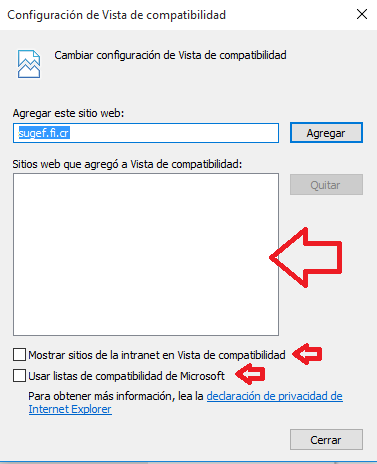 Configuración de Vista de compatibilidad
Cambiar configuración de Vista de compatibilidad
Agregar este sitio web:
sugef.fi.cr
Agregar
Sitios web que agregó a Vista de compatibilidad:
Quitar
Mostrar sitios de la intranet en Vista de compatibilidad
Usar listas de compatibilidad de Microsoft
Para obtener más información, lea la declaración de privacidad de
Internet Explorer
Cerrar